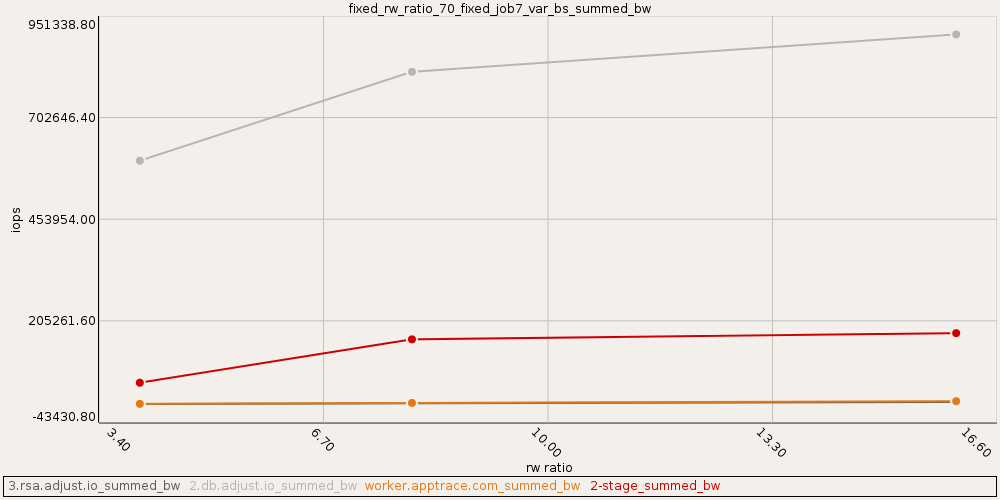 fixed_rw_ratio_70_fixed_job7_var_bs_summed_bw
951338.80
702646.40
453954.00
205261.60
-43430.80
iops
3.40
6.70
10.00
13.30
16.60
rw ratio
3.rsa.adjust.io_summed_bw 2.db.adjust.io_summed_bw worker.apptrace.com_summed_bw 2-stage_summed_bw